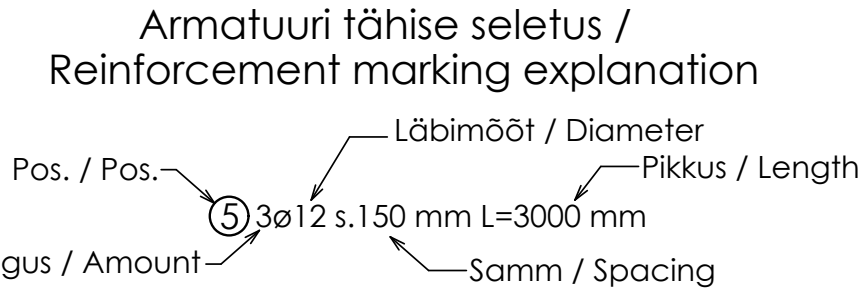 Armatuuri tähise seletus /
Reinforcement marking explanation
Läbimõõt / Diameter
Pos. / Pos.
Pikkus / Length
5 3ø12 s.150 mm L=3000 mm
gus / Amount
Samm / Spacing